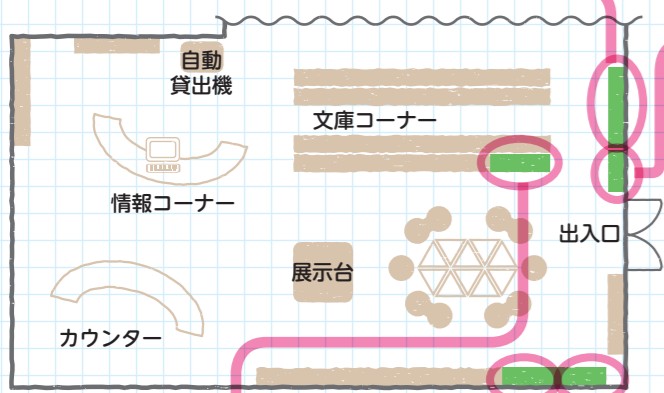 自動
貸出機
文庫コーナー
情報コーナー
出入口
展示台
カウンター